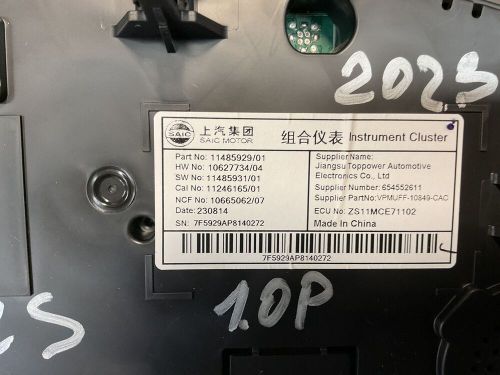 2023
SAIC
上汽集团
SAIC MOTOR
组合仪表 Instrument Cluster
Part No: 11485929/01
HW No: 10627734/04
SW No: 11485931/01
Cal No: 11246165/01
NCF No: 10665062/07
Date: 230814
SN: 7F5929AP8140272
Supplier Name:
Jiangsu Toppower Automotive
Electronics Co., Ltd
Supplier Number: 654552611
Supplier PartNo: VPMUFF-10849-CAC
ECU No: ZS11MCE71102
Made In China
7F5929AP8140272
1.0P